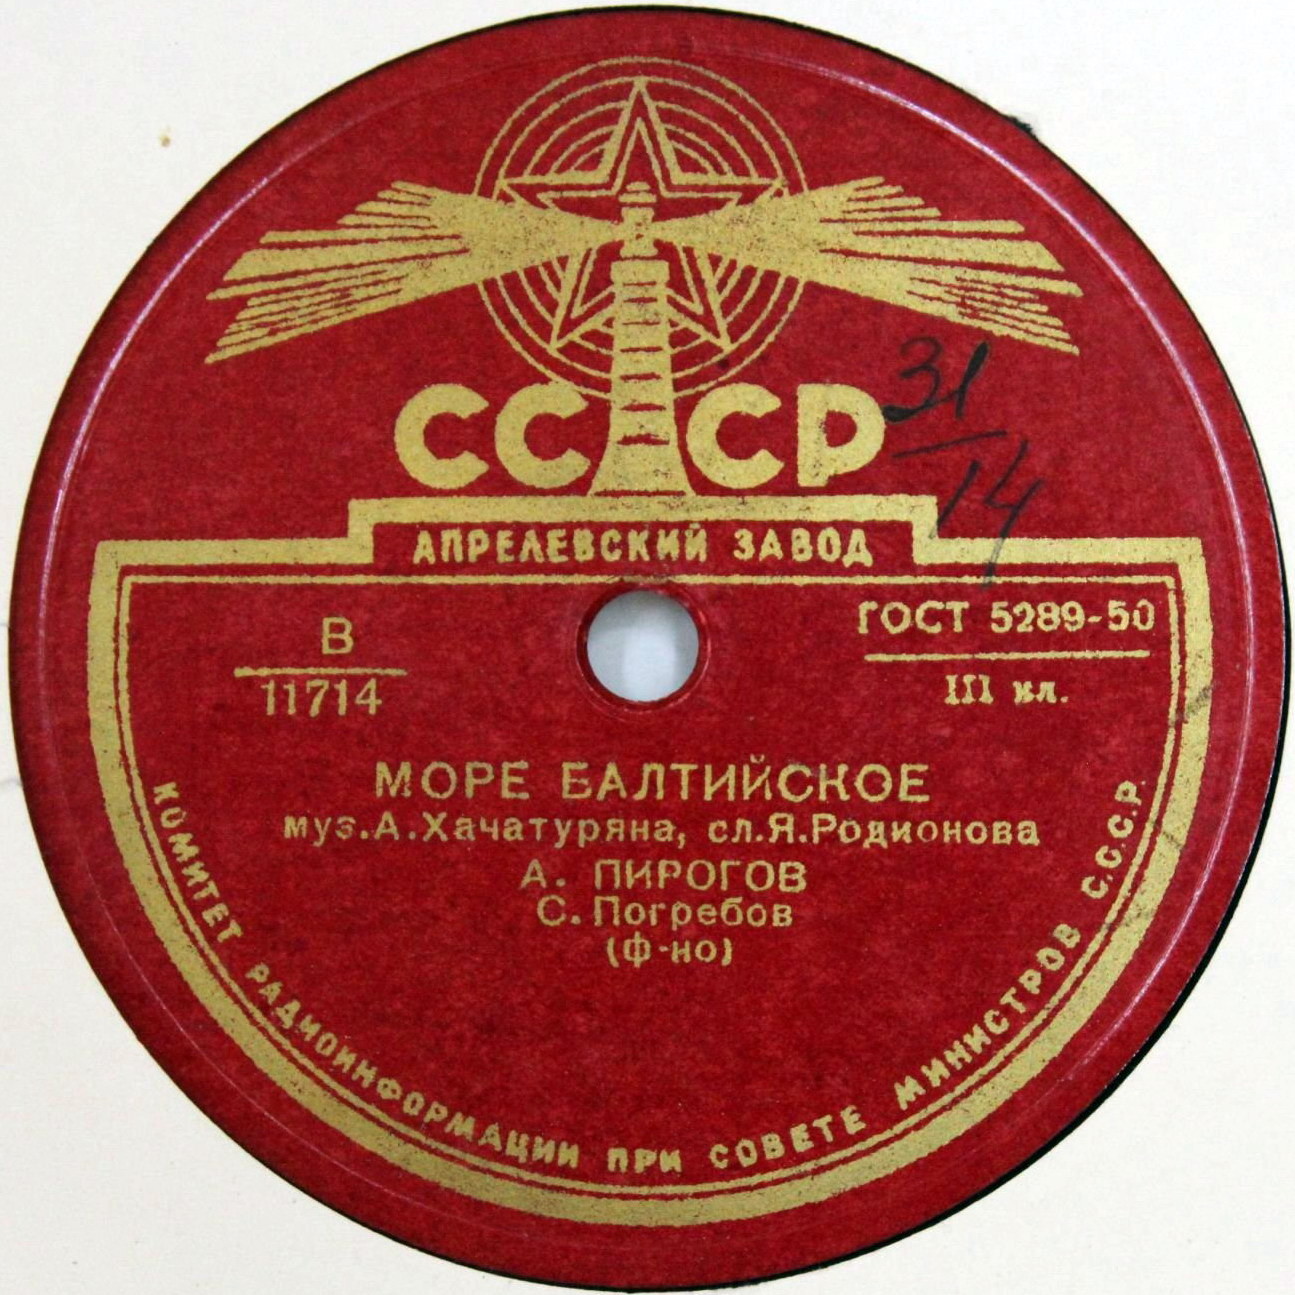 СССР
31
14
АПРЕЛЕВСКИЙ ЗАВОД
В
11714
ГОСТ 5289-50
III кл.
МОРЕ БАЛТИЙСКОЕ
муз.А.Хачатуряна, сл.Я.Родионова
А. ПИРОГОВ
С. Погребов
(ф-но)
КОМИТЕТ РАДИОИНФОРМАЦИИ ПРИ СОВЕТЕ МИНИСТРОВ С.С.С.Р.